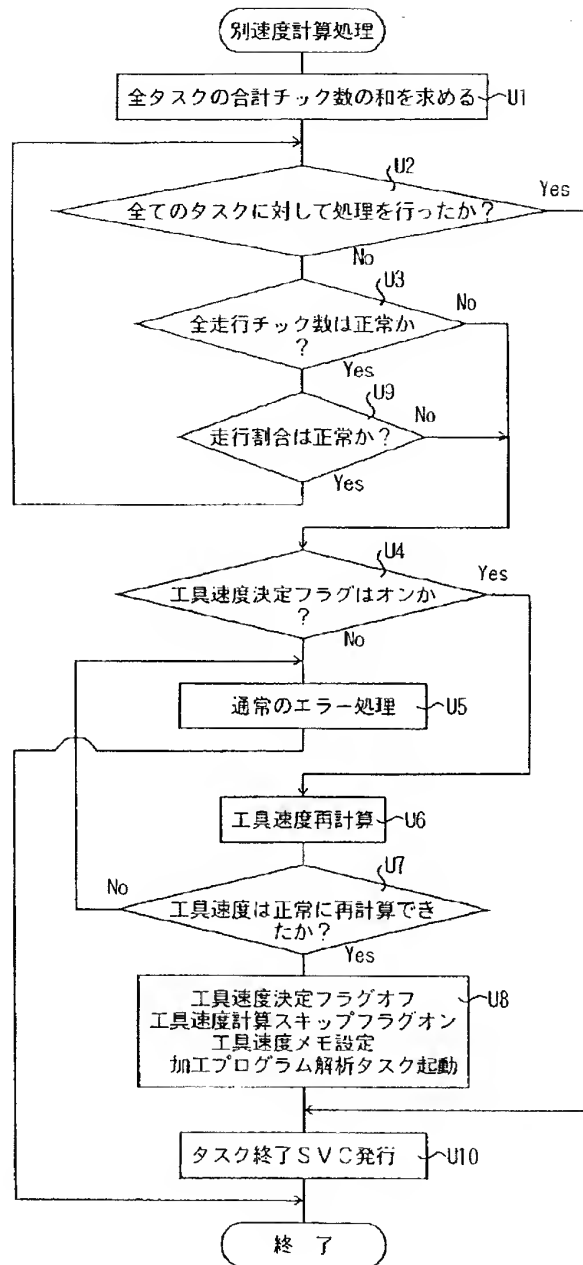 別速度計算処理
全タスクの合計チック数の和を求める
U1
U2
Yes
全てのタスクに対して処理を行ったか?
No
U3
No
全走行チック数は正常か
?
Yes
U9
No
走行割合は正常か?
Yes
U4
Yes
工具速度決定フラグはオンか
?
No
通常のエラー処理
U5
工具速度再計算
U6
U7
No
工具速度は正常に再計算でき
たか?
Yes
工具速度決定フラグオフ
U8
工具速度計算スキップフラグオン
工具速度メモ設定
加工プログラム解析タスク起動
タスク終了SVC発行
U10
終 了